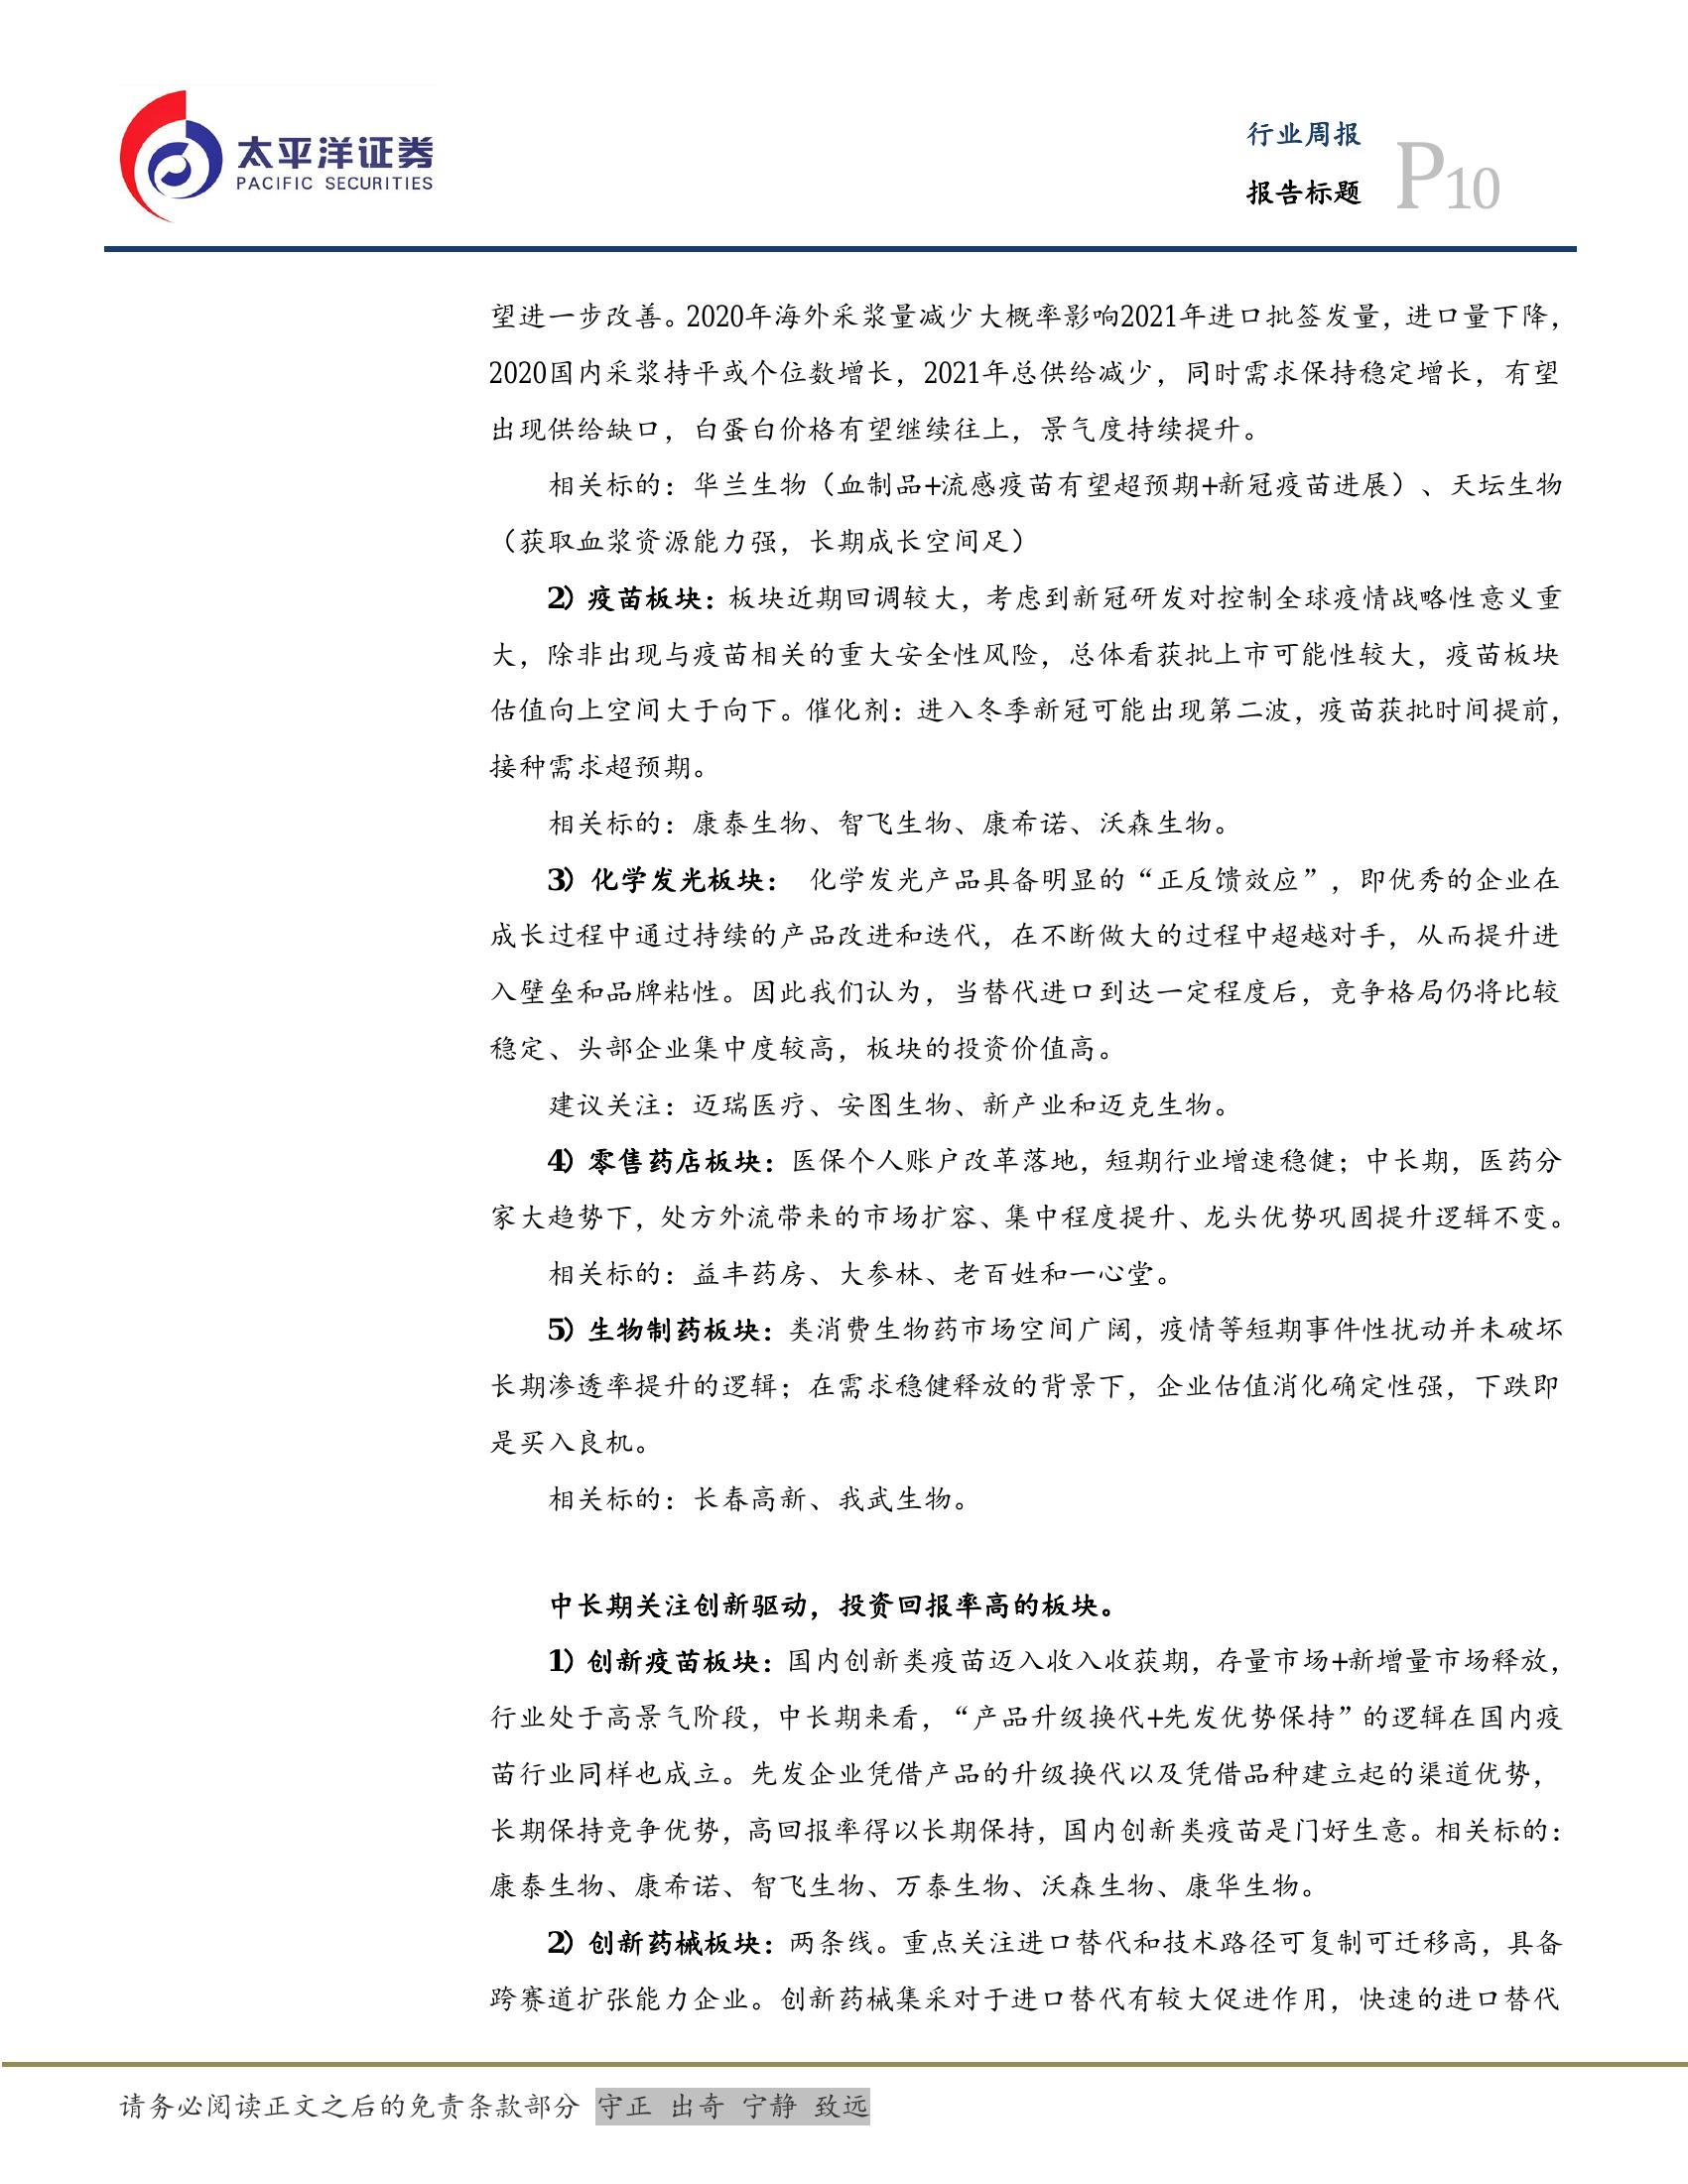 太平洋证券
PACIFIC SECURITIES
行业周报
报告标题
P10
望进一步改善。2020年海外采浆量减少大概率影响2021年进口批签发量，进口量下降，
2020国内采浆持平或个位数增长，2021年总供给减少，同时需求保持稳定增长，有望
出现供给缺口，白蛋白价格有望继续往上，景气度持续提升。
相关标的：华兰生物（血制品+流感疫苗有望超预期+新冠疫苗进展）、天坛生物
（获取血浆资源能力强，长期成长空间足）
2）疫苗板块：板块近期回调较大，考虑到新冠研发对控制全球疫情战略性意义重
大，除非出现与疫苗相关的重大安全性风险，总体看获批上市可能性较大，疫苗板块
估值向上空间大于向下。催化剂：进入冬季新冠可能出现第二波，疫苗获批时间提前，
接种需求超预期。
相关标的：康泰生物、智飞生物、康希诺、沃森生物。
3）化学发光板块： 化学发光产品具备明显的“正反馈效应”，即优秀的企业在
成长过程中通过持续的产品改进和迭代，在不断做大的过程中超越对手，从而提升进
入壁垒和品牌粘性。因此我们认为，当替代进口到达一定程度后，竞争格局仍将比较
稳定、头部企业集中度较高，板块的投资价值高。
建议关注：迈瑞医疗、安图生物、新产业和迈克生物。
4）零售药店板块：医保个人账户改革落地，短期行业增速稳健；中长期，医药分
家大趋势下，处方外流带来的市场扩容、集中程度提升、龙头优势巩固提升逻辑不变。
相关标的：益丰药房、大参林、老百姓和一心堂。
5）生物制药板块：类消费生物药市场空间广阔，疫情等短期事件性扰动并未破坏
长期渗透率提升的逻辑；在需求稳健释放的背景下，企业估值消化确定性强，下跌即
是买入良机。
相关标的：长春高新、我武生物。
中长期关注创新驱动，投资回报率高的板块。
1）创新疫苗板块：国内创新类疫苗迈入收入收获期，存量市场+新增量市场释放，
行业处于高景气阶段，中长期来看，“产品升级换代+先发优势保持”的逻辑在国内疫
苗行业同样也成立。先发企业凭借产品的升级换代以及凭借品种建立起的渠道优势，
长期保持竞争优势，高回报率得以长期保持，国内创新类疫苗是门好生意。相关标的：
康泰生物、康希诺、智飞生物、万泰生物、沃森生物、康华生物。
2）创新药械板块：两条线。重点关注进口替代和技术路径可复制可迁移高，具备
跨赛道扩张能力企业。创新药械集采对于进口替代有较大促进作用，快速的进口替代
请务必阅读正文之后的免责条款部分 守正 出奇 宁静 致远